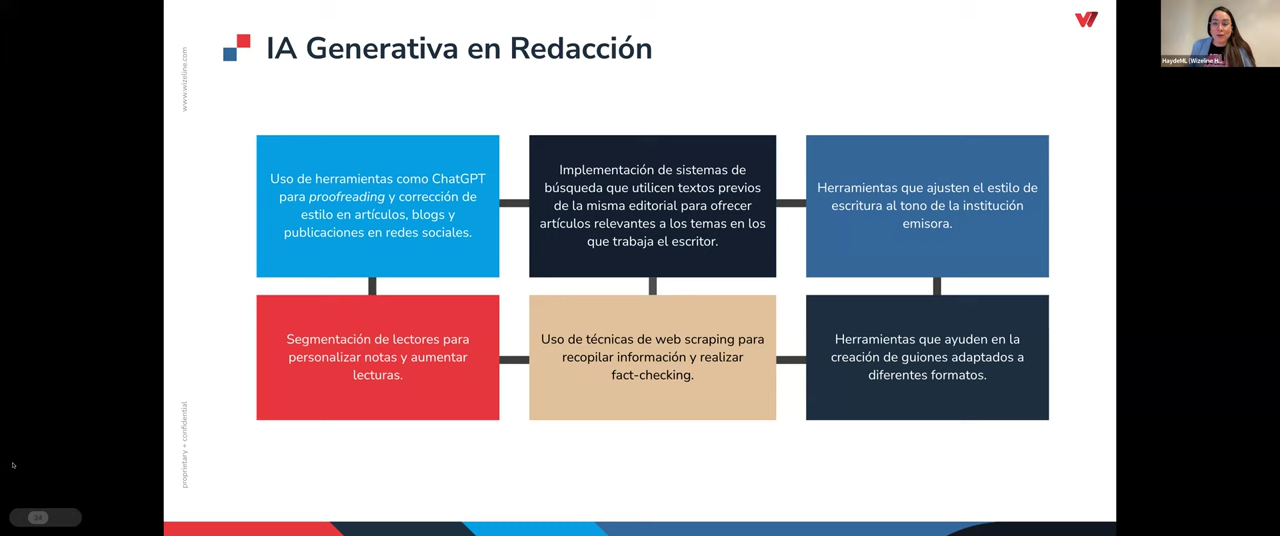 IA Generativa en Redacción
www.wizeline.com
HaydeML (Wizeline H...
Uso de herramientas como ChatGPT
para proofreading y corrección de
estilo en artículos, blogs y
publicaciones en redes sociales.
Implementación de sistemas de
búsqueda que utilicen textos previos
de la misma editorial para ofrecer
artículos relevantes a los temas en los
que trabaja el escritor.
Herramientas que ajusten el estilo de
escritura al tono de la institución
emisora.
Segmentación de lectores para
personalizar notas y aumentar
lecturas.
Uso de técnicas de web scraping para
recopilar información y realizar
fact-checking.
Herramientas que ayuden en la
creación de guiones adaptados a
diferentes formatos.
proprietary + confidential
34